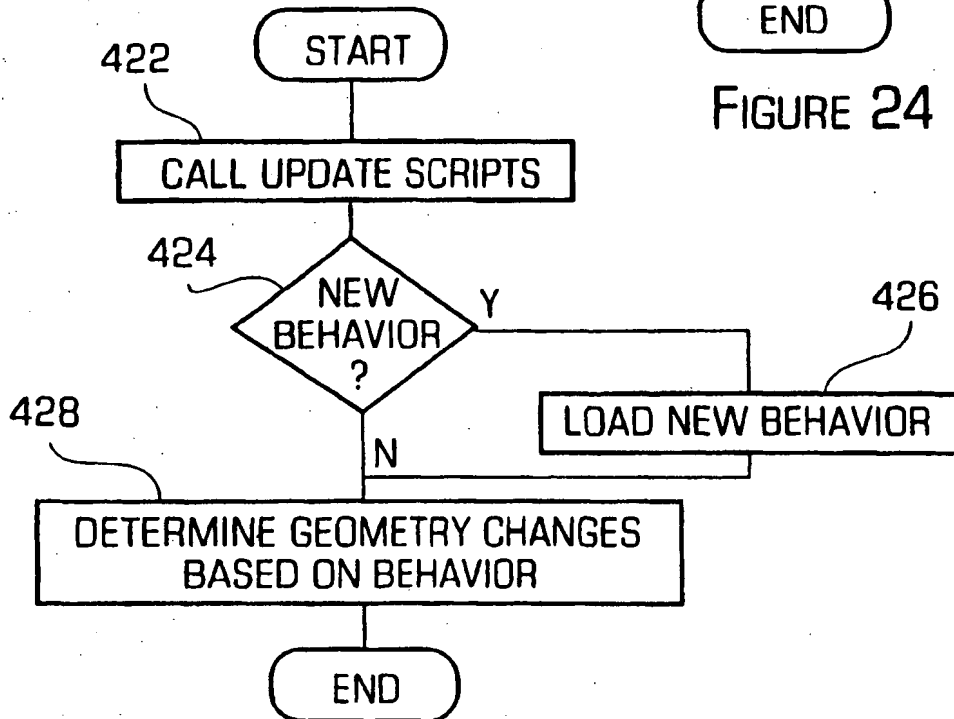 END
FIGURE 24
START
422
CALL UPDATE SCRIPTS
424
NEW
BEHAVIOR
?
Y
426
LOAD NEW BEHAVIOR
N
428
DETERMINE GEOMETRY CHANGES
BASED ON BEHAVIOR
END